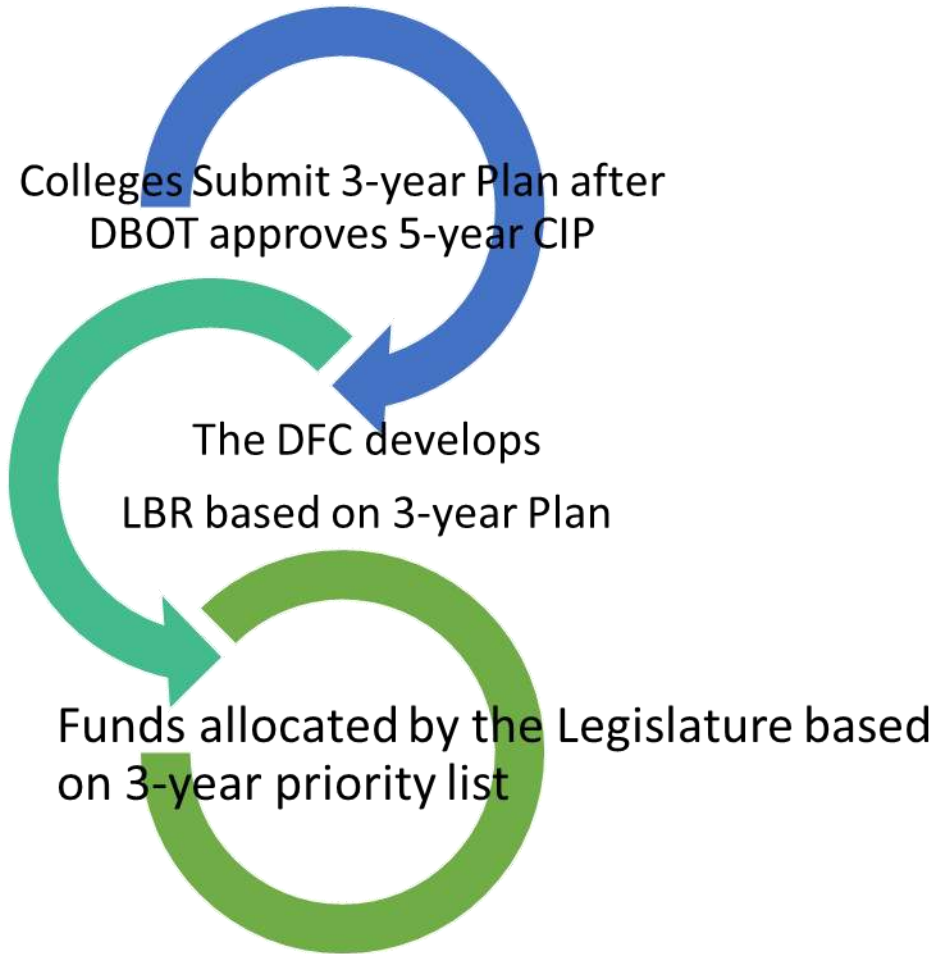 Colleges Submit 3-year Plan after
DBOT approves 5-year CIP
The DFC develops
LBR based on 3-year Plan
Funds allocated by the Legislature based
on 3-year priority list